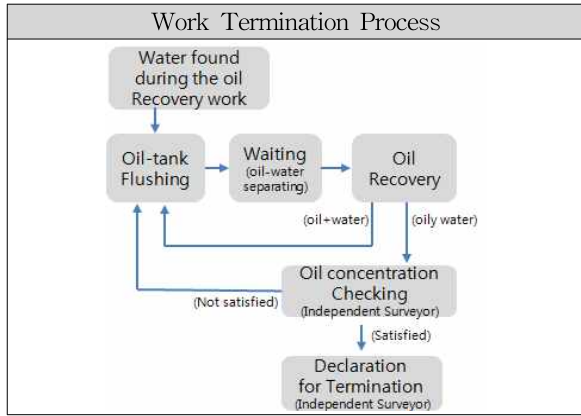 Work Termination Process
Water found
during the oil
Recovery work
Oil-tank
Flushing
Waiting
(oil-water
separating)
Oil
Recovery
(oil+water)
(oily water)
Oil concentration
Checking
(Independent Surveyor)
(Not satisfied)
(Satisfied)
Declaration
for Termination
(Independent Surveyor)